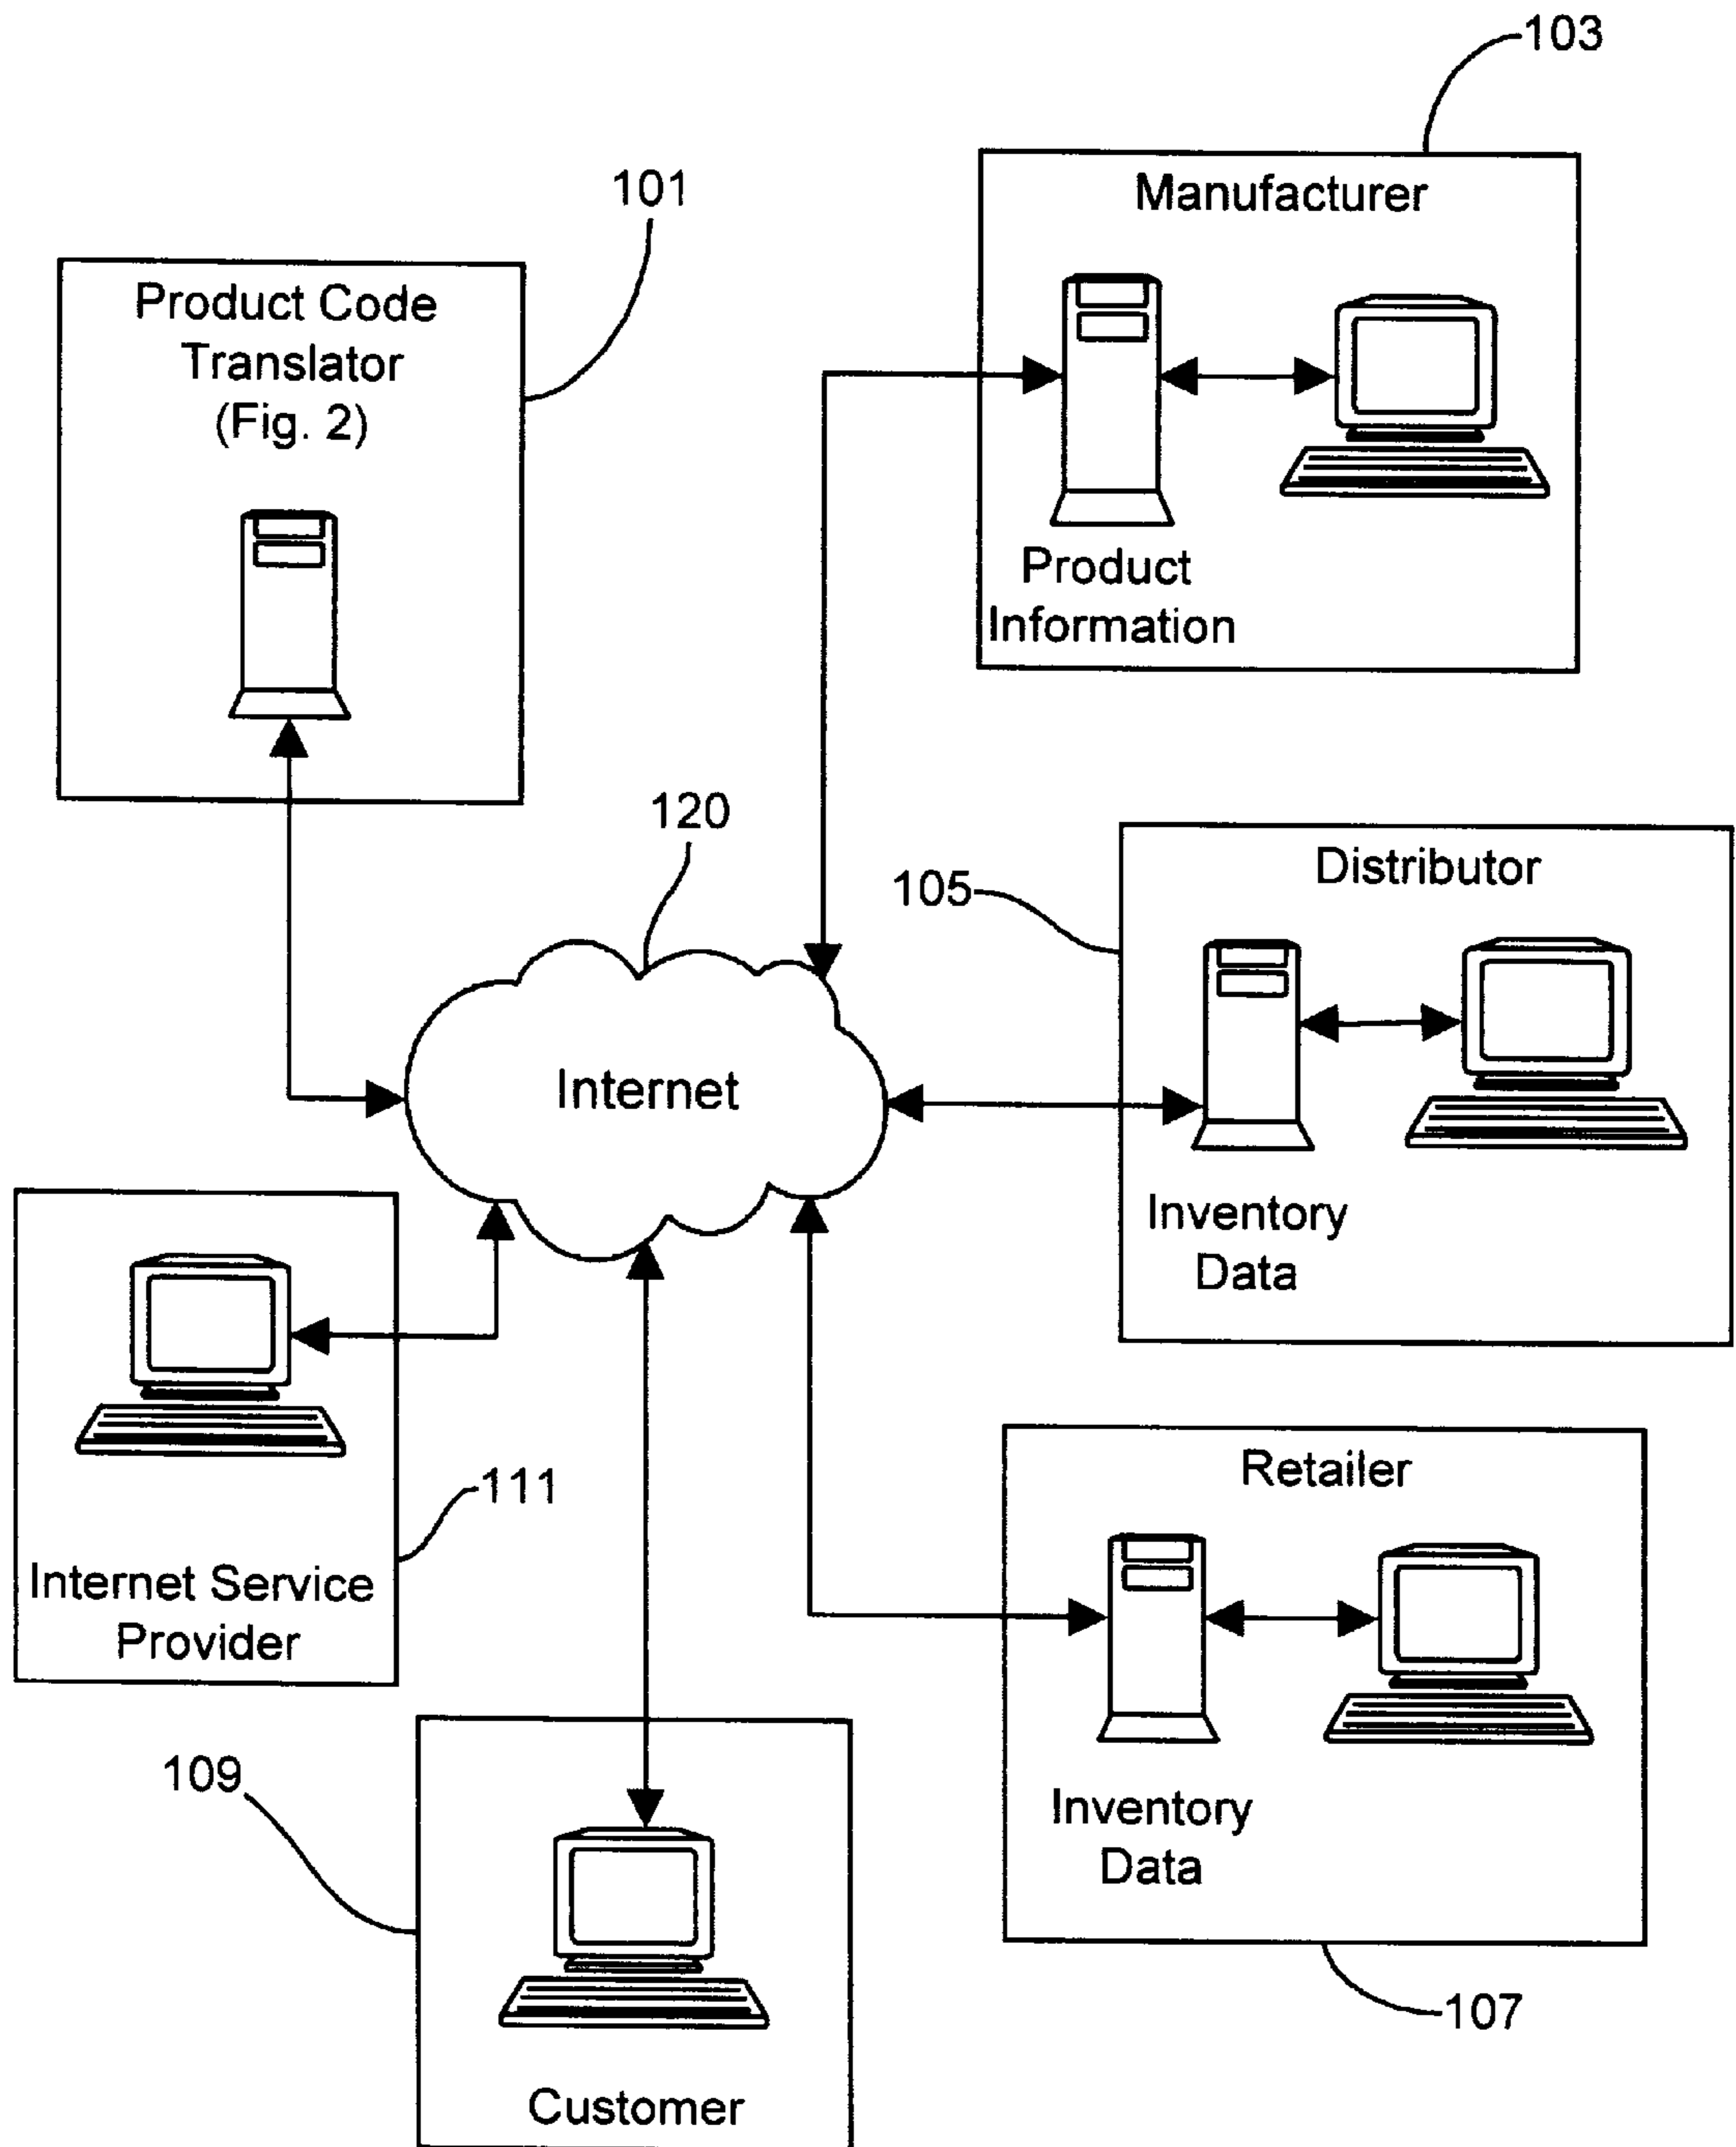 103
Manufacturer
101
Product Code
Translator
(Fig. 2)
Product
Information
120
Distributor
105
Internet
Inventory
Data
111
Retailer
Internet Service
Provider
109
Inventory
Data
107
Customer